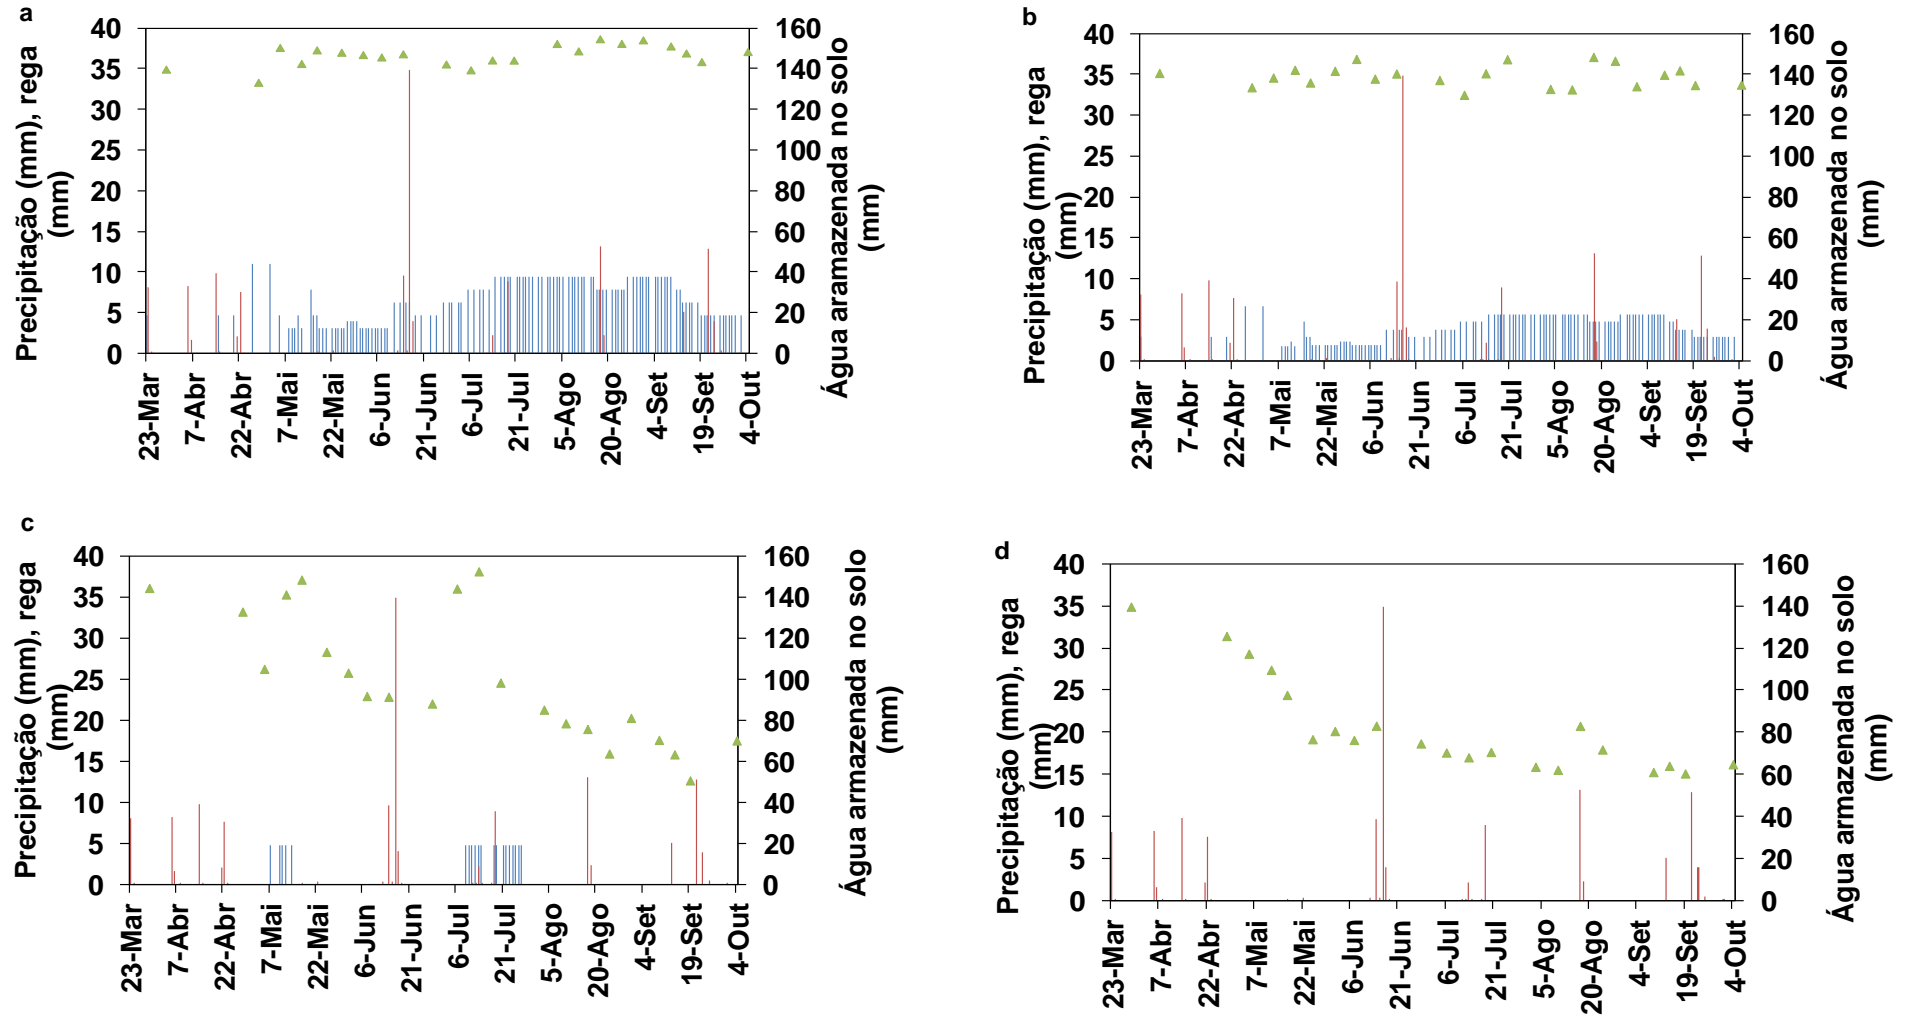 a
Precipitação (mm), rega
(mm)
40
35
30
25
20
15
10
5
0
160
140
120
100
80
60
40
20
0
Água aramazenada no solo
(mm)
23-Mar
7-Abr
22-Abr
7-Mai
22-Mai
6-Jun
21-Jun
6-Jul
21-Jul
5-Ago
20-Ago
4-Set
19-Set
4-Out
b
Precipitação (mm), rega
(mm)
40
35
30
25
20
15
10
5
0
160
140
120
100
80
60
40
20
0
Água armazenada no solo
(mm)
23-Mar
7-Abr
22-Abr
7-Mai
22-Mai
6-Jun
21-Jun
6-Jul
21-Jul
5-Ago
20-Ago
4-Set
19-Set
4-Out
c
Precipitação (mm), rega
(mm)
40
35
30
25
20
15
10
5
0
160
140
120
100
80
60
40
20
0
Água armazenada no solo
(mm)
23-Mar
7-Abr
22-Abr
7-Mai
22-Mai
6-Jun
21-Jun
6-Jul
21-Jul
5-Ago
20-Ago
4-Set
19-Set
4-Out
d
Precipitação (mm), rega
(mm)
40
35
30
25
20
15
10
5
0
160
140
120
100
80
60
40
20
0
Água armazenada no solo
(mm)
23-Mar
7-Abr
22-Abr
7-Mai
22-Mai
6-Jun
21-Jun
6-Jul
21-Jul
5-Ago
20-Ago
4-Set
19-Set
4-Out